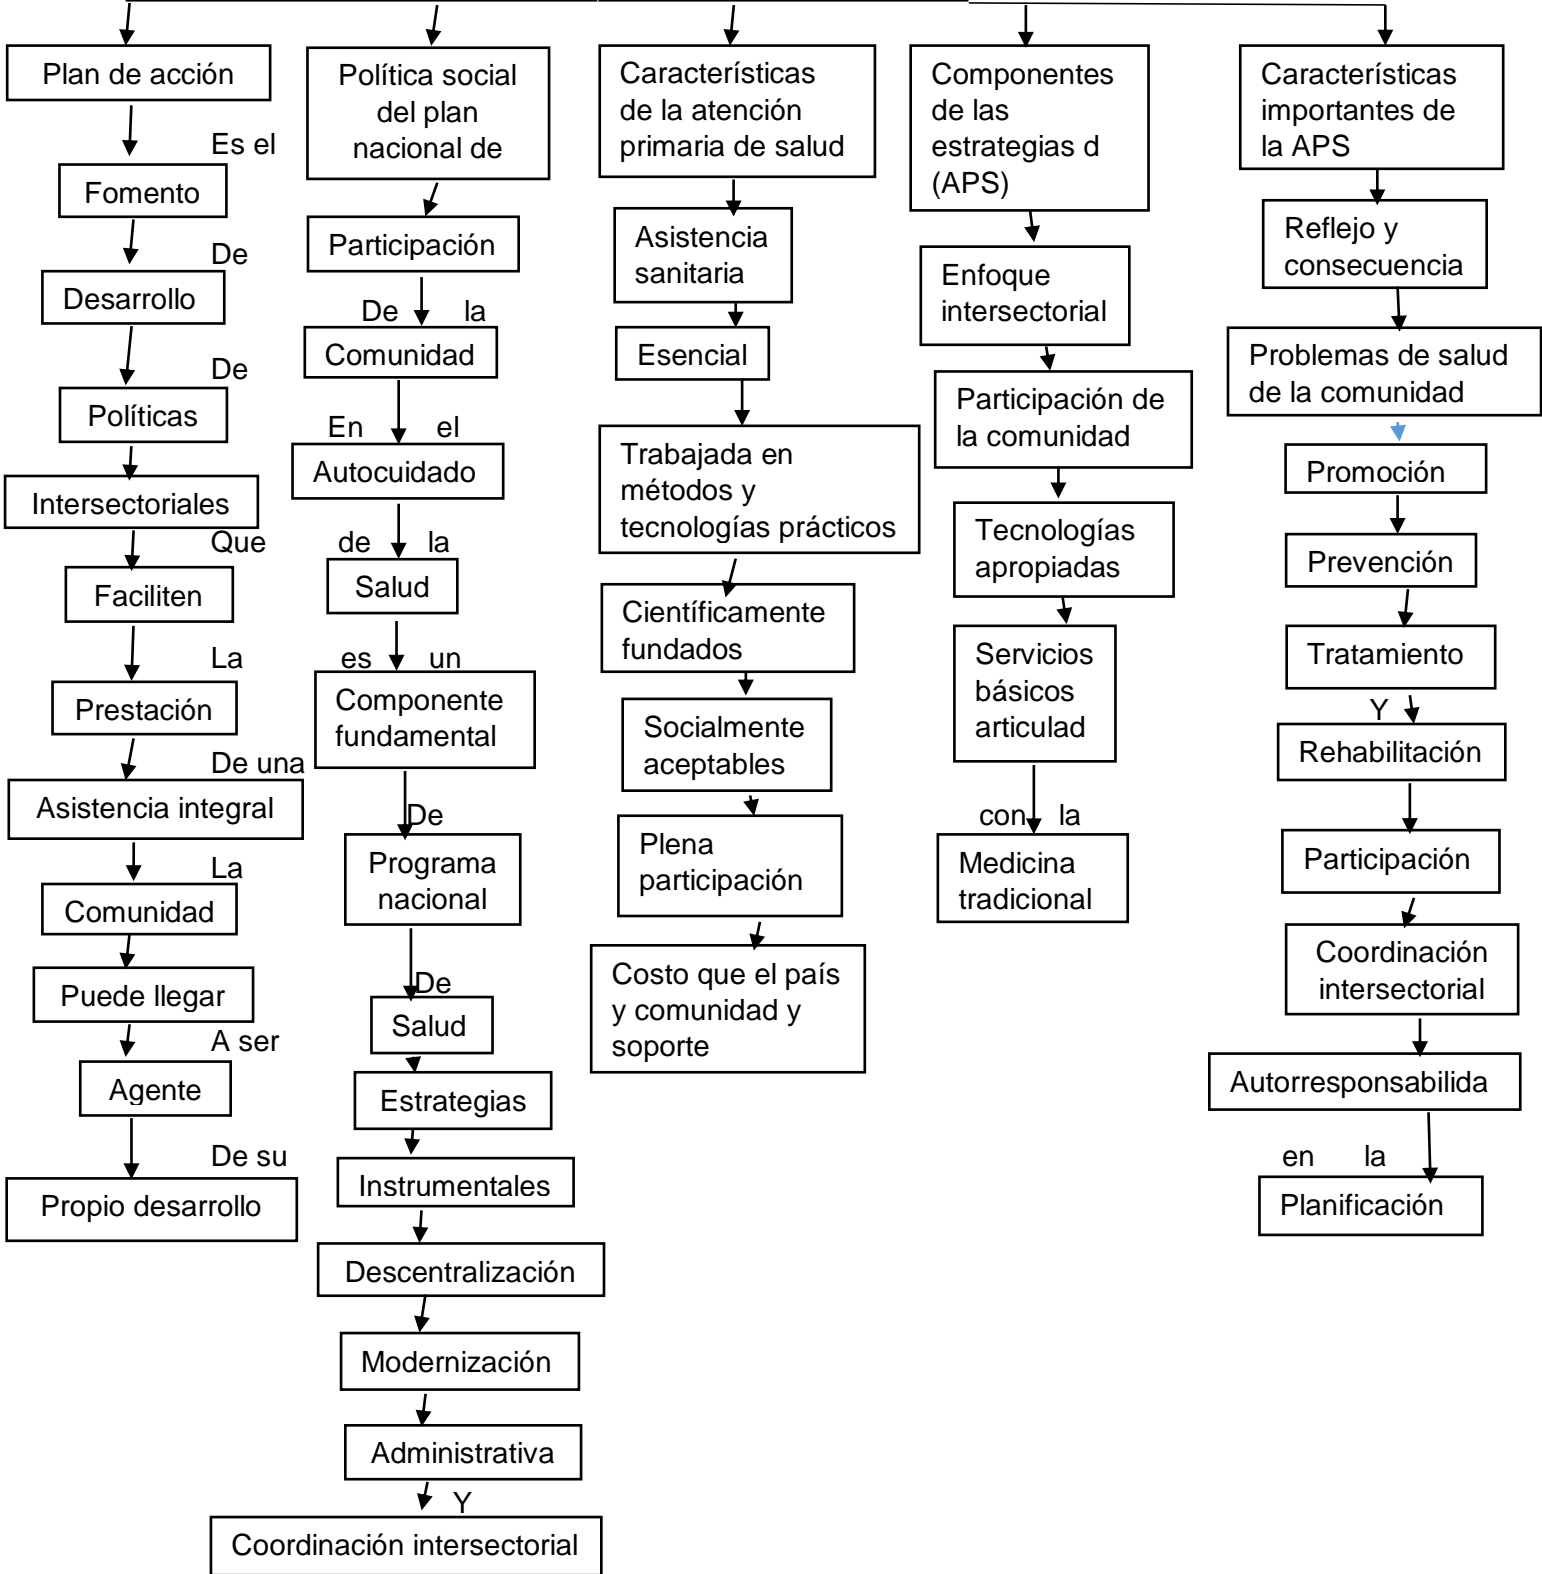 Plan de acción
Es el
Fomento
De
Desarrollo
De
Políticas
Intersectoriales
Que
Faciliten
La
Prestación
De una
Asistencia integral
La
Comunidad
Puede llegar
A ser
Agente
De su
Propio desarrollo
Política social
del plan
nacional de
Participación
De la
Comunidad
En el
Autocuidado
de la
Salud
es un
Componente
fundamental
De
Programa
nacional
De
Salud
Estrategias
Instrumentales
Descentralización
Modernización
Administrativa
Y
Coordinación intersectorial
Características
de la atención
primaria de salud
Asistencia
sanitaria
Esencial
Trabajada en
métodos y
tecnologías prácticos
Científicamente
fundados
Socialmente
aceptables
Plena
participación
Costo que el país
y comunidad y
soporte
Componentes
de las
estrategias d
(APS)
Enfoque
intersectorial
Participación de
la comunidad
Tecnologías
apropiadas
Servicios
básicos
articulad
con la
Medicina
tradicional
Características
importantes de
la APS
Reflejo y
consecuencia
Problemas de salud
de la comunidad
Promoción
Prevención
Tratamiento
Y
Rehabilitación
Participación
Coordinación
intersectorial
Autorresponsabilida
en la
Planificación